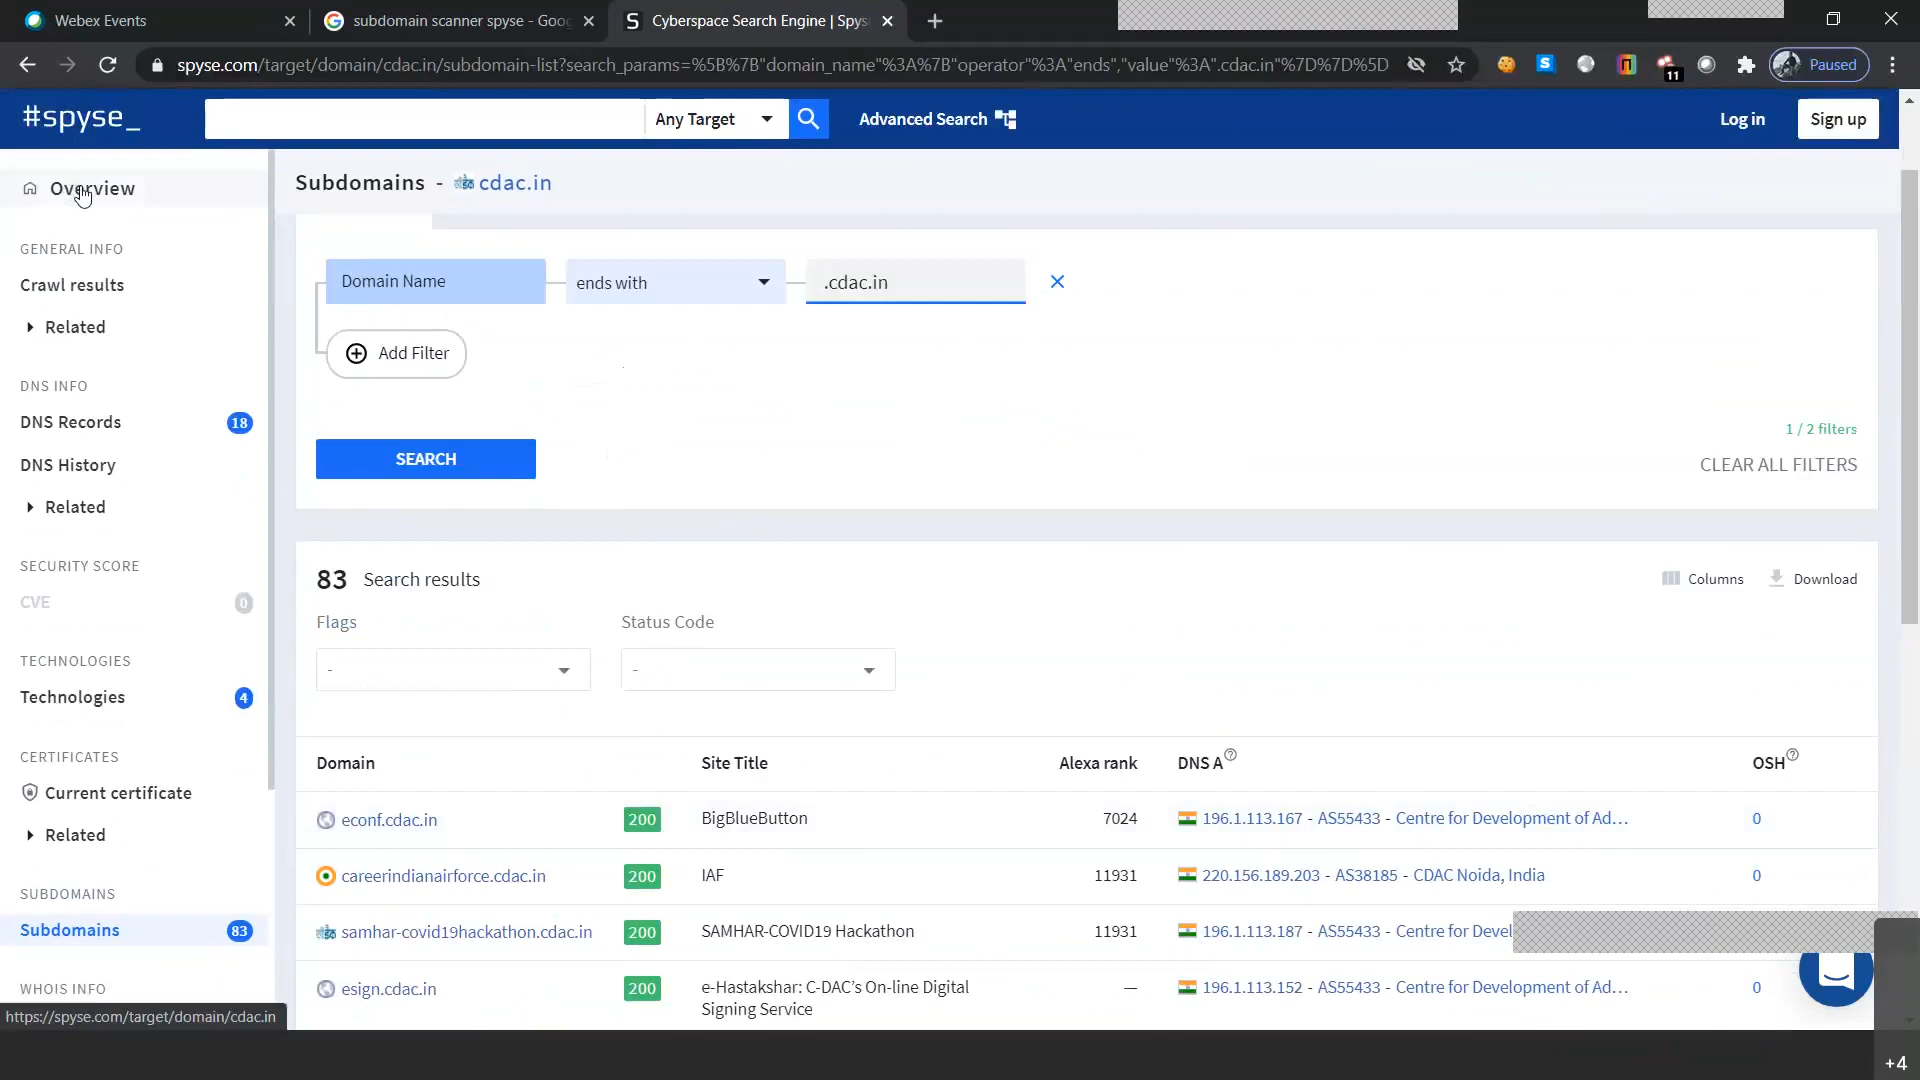 Webex Events
subdomain scanner spyse - Goo
Cyberspace Search Engine | Spys
spyse.com/target/domain/cdac.in/subdomain-list?search_params=%5B%7B"domain_name"%3A%7B"operator"%3A"ends","value"%3A".cdac.in"%7D%7D%5D
11
Paused
#spyse_
Any Target
Advanced Search
Log in
Sign up
Overview
GENERAL INFO
Crawl results
Related
DNS INFO
DNS Records 18
DNS History
Related
SECURITY SCORE
CVE 0
TECHNOLOGIES
Technologies 4
CERTIFICATES
Current certificate
Related
SUBDOMAINS
Subdomains 83
WHOIS INFO
https://spyse.com/target/domain/cdac.in
Subdomains - cdac.in
Domain Name ends with .cdac.in
Add Filter
1 / 2 filters
SEARCH
CLEAR ALL FILTERS
83 Search results
Columns Download
Flags Status Code
- -
Domain Site Title Alexa rank DNS A OSH
econf.cdac.in 200 BigBlueButton 7024 196.1.113.167 - AS55433 - Centre for Development of Ad... 0
careerindianairforce.cdac.in 200 IAF 11931 220.156.189.203 - AS38185 - CDAC Noida, India 0
samhar-covid19hackathon.cdac.in 200 SAMHAR-COVID19 Hackathon 11931 196.1.113.187 - AS55433 - Centre for Devel
esign.cdac.in 200 e-Hastakshar: C-DAC's On-line Digital — 196.1.113.152 - AS55433 - Centre for Development of Ad... 0
Signing Service
+4